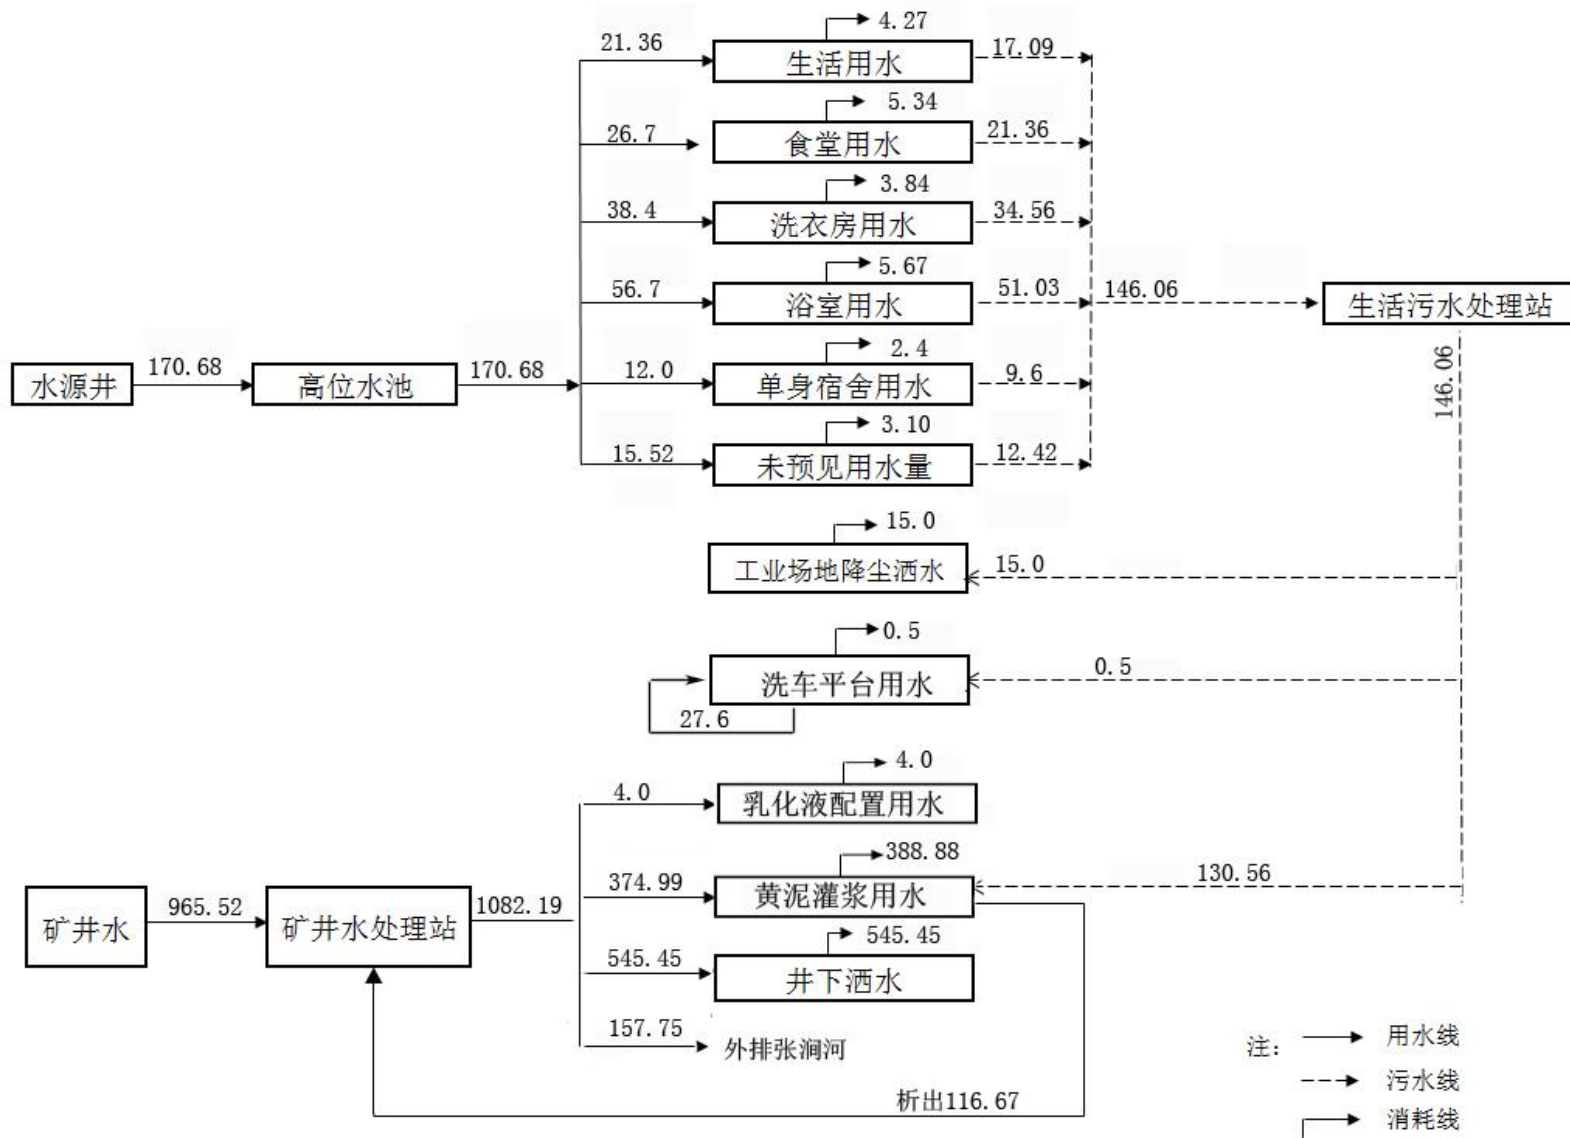 4.27
21.36
生活用水
17.09
5.34
26.7
食堂用水
21.36
3.84
38.4
洗衣房用水
34.56
5.67
56.7
浴室用水
51.03
146.06
生活污水处理站
水源井
170.68
高位水池
170.68
2.4
12.0
单身宿舍用水
9.6
146.06
3.10
15.52
未预见用水量
12.42
15.0
工业场地降尘洒水
15.0
0.5
洗车平台用水
0.5
27.6
4.0
4.0
乳化液配置用水
388.88
374.99
黄泥灌浆用水
130.56
矿井水
965.52
矿井水处理站
1082.19
545.45
545.45
井下洒水
157.75
外排张涧河
析出116.67
注：
用水线
污水线
消耗线